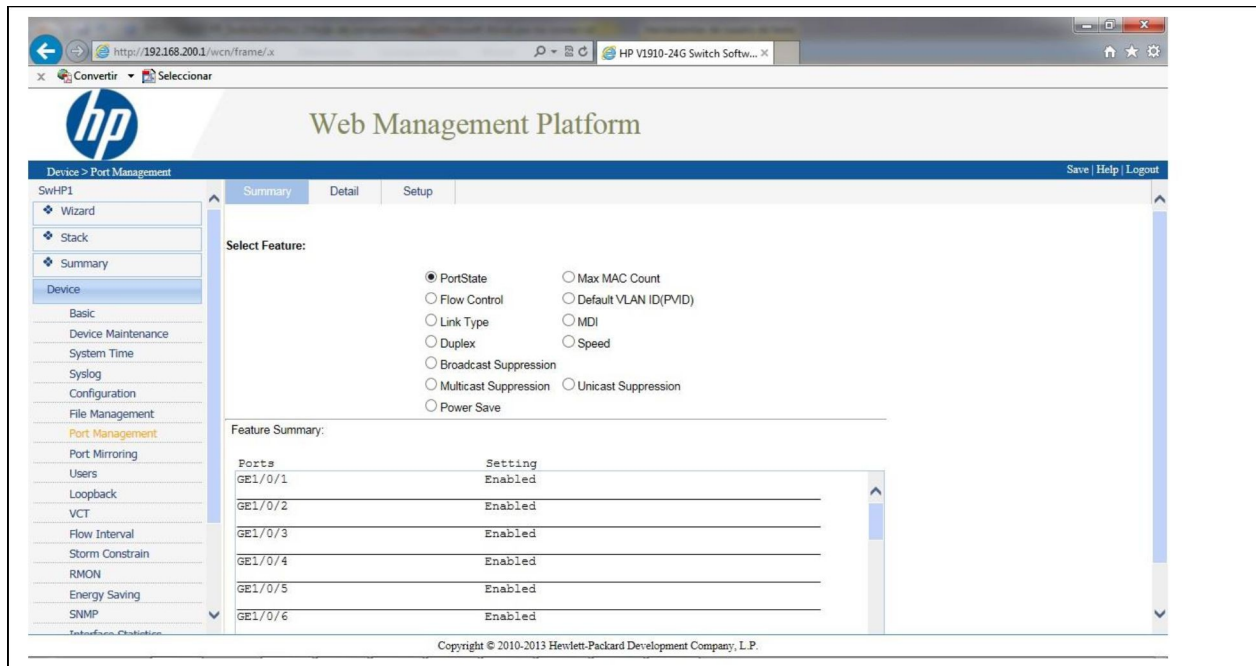 http://192.168.200.1/wcn/frame/.x
HP V1910-24G Switch Softw...
x Convertir Seleccionar
hp
Web Management Platform
Device > Port Management
Save | Help | Logout
SwHP1
Summary Detail Setup
Wizard
Stack
Summary
Device
Basic
Device Maintenance
System Time
Syslog
Configuration
File Management
Port Management
Port Mirroring
Users
Loopback
VCT
Flow Interval
Storm Constrain
RMON
Energy Saving
SNMP
Interface Statistics
Select Feature:
PortState Max MAC Count
Flow Control Default VLAN ID(PVID)
Link Type MDI
Duplex Speed
Broadcast Suppression
Multicast Suppression Unicast Suppression
Power Save
Feature Summary:
Ports Setting
GE1/0/1 Enabled
GE1/0/2 Enabled
GE1/0/3 Enabled
GE1/0/4 Enabled
GE1/0/5 Enabled
GE1/0/6 Enabled
Copyright © 2010-2013 Hewlett-Packard Development Company, L.P.